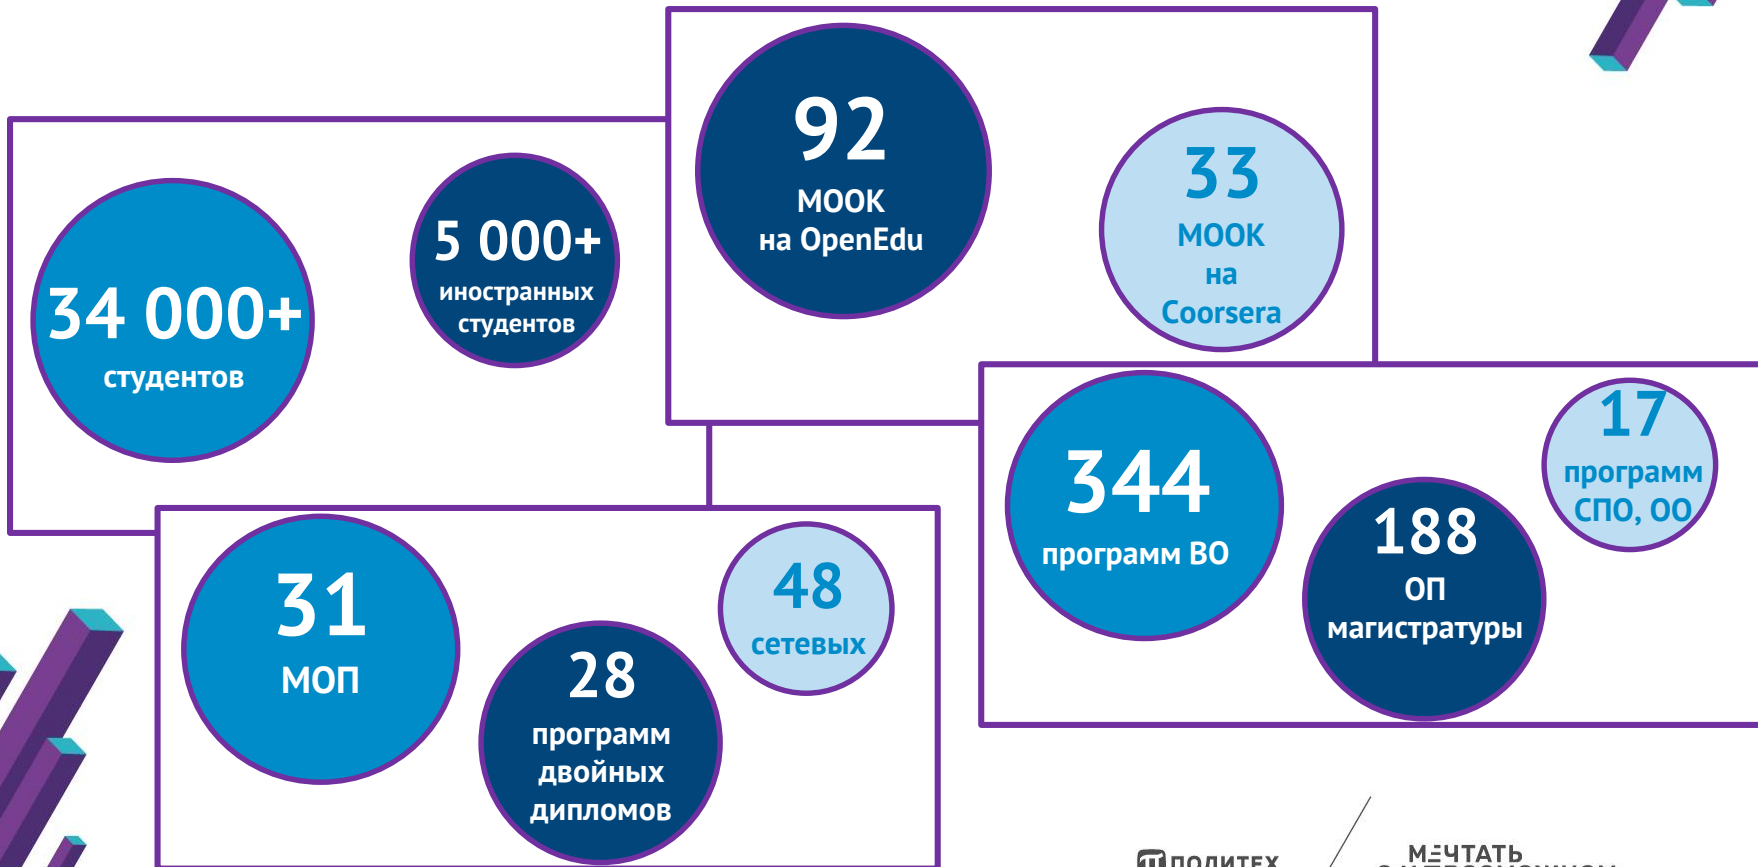 34 000+
студентов
5 000+
иностранных
студентов
92
МООК
на OpenEdu
33
МООК
на
Coorsera
344
программ ВО
188
ОП
магистратуры
17
программ
СПО, ОО
31
МОП
28
программ
двойных
дипломов
48
сетевых
ПОЛИТЕХ
МЕЧТАТЬ